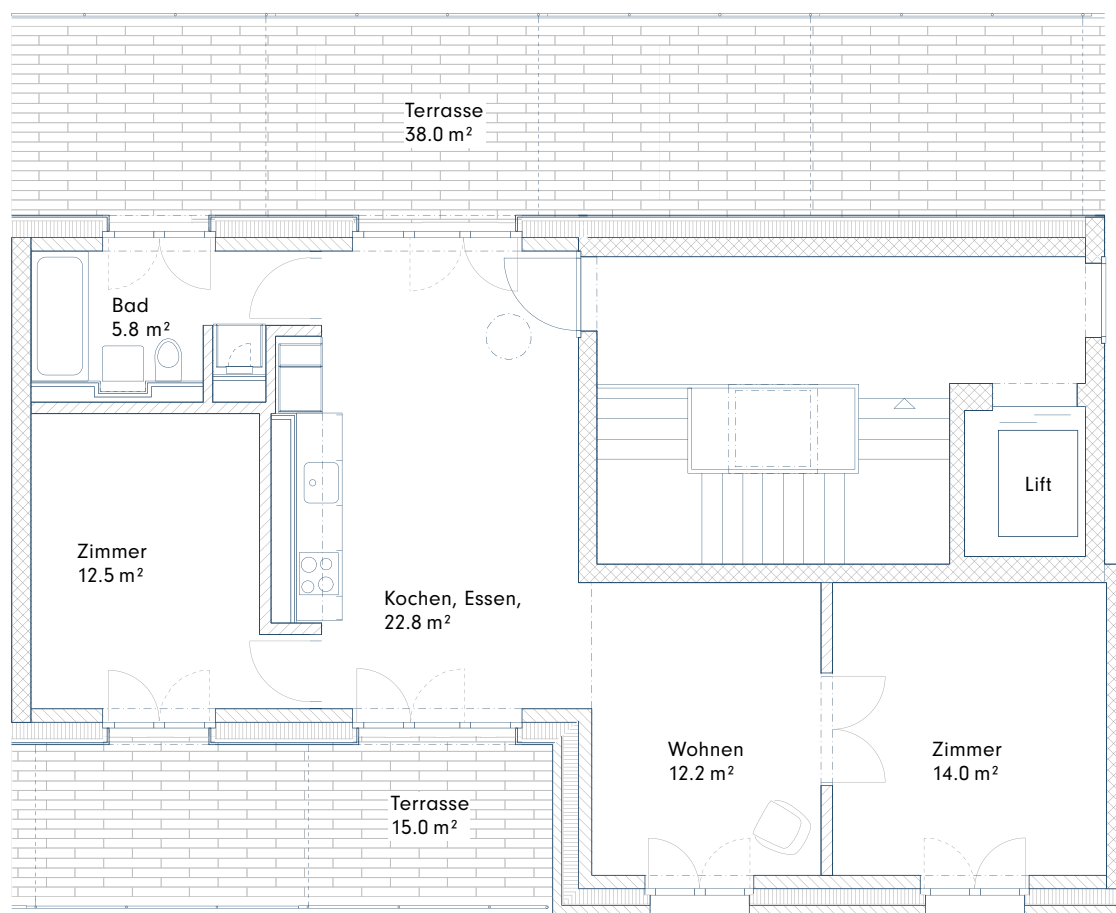 Terrasse
38.0 m²
Bad
5.8 m²
Lift
Zimmer
12.5 m²
Kochen, Essen,
22.8 m²
Wohnen
12.2 m²
Zimmer
14.0 m²
Terrasse
15.0 m²